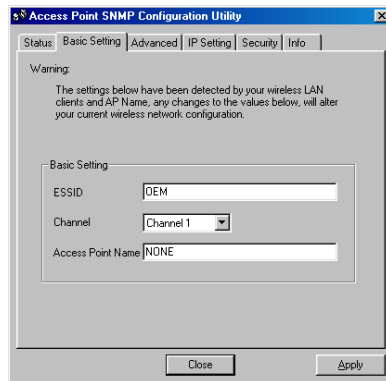 Access Point SNMP Configuration Utility
Status Basic Setting Advanced IP Setting Security Info
Warning:
The settings below have been detected by your wireless LAN
clients and AP Name, any changes to the values below, will alter
your current wireless network configuration.
Basic Setting
ESSID OEM
Channel Channel 1
Access Point Name NONE
Close Apply